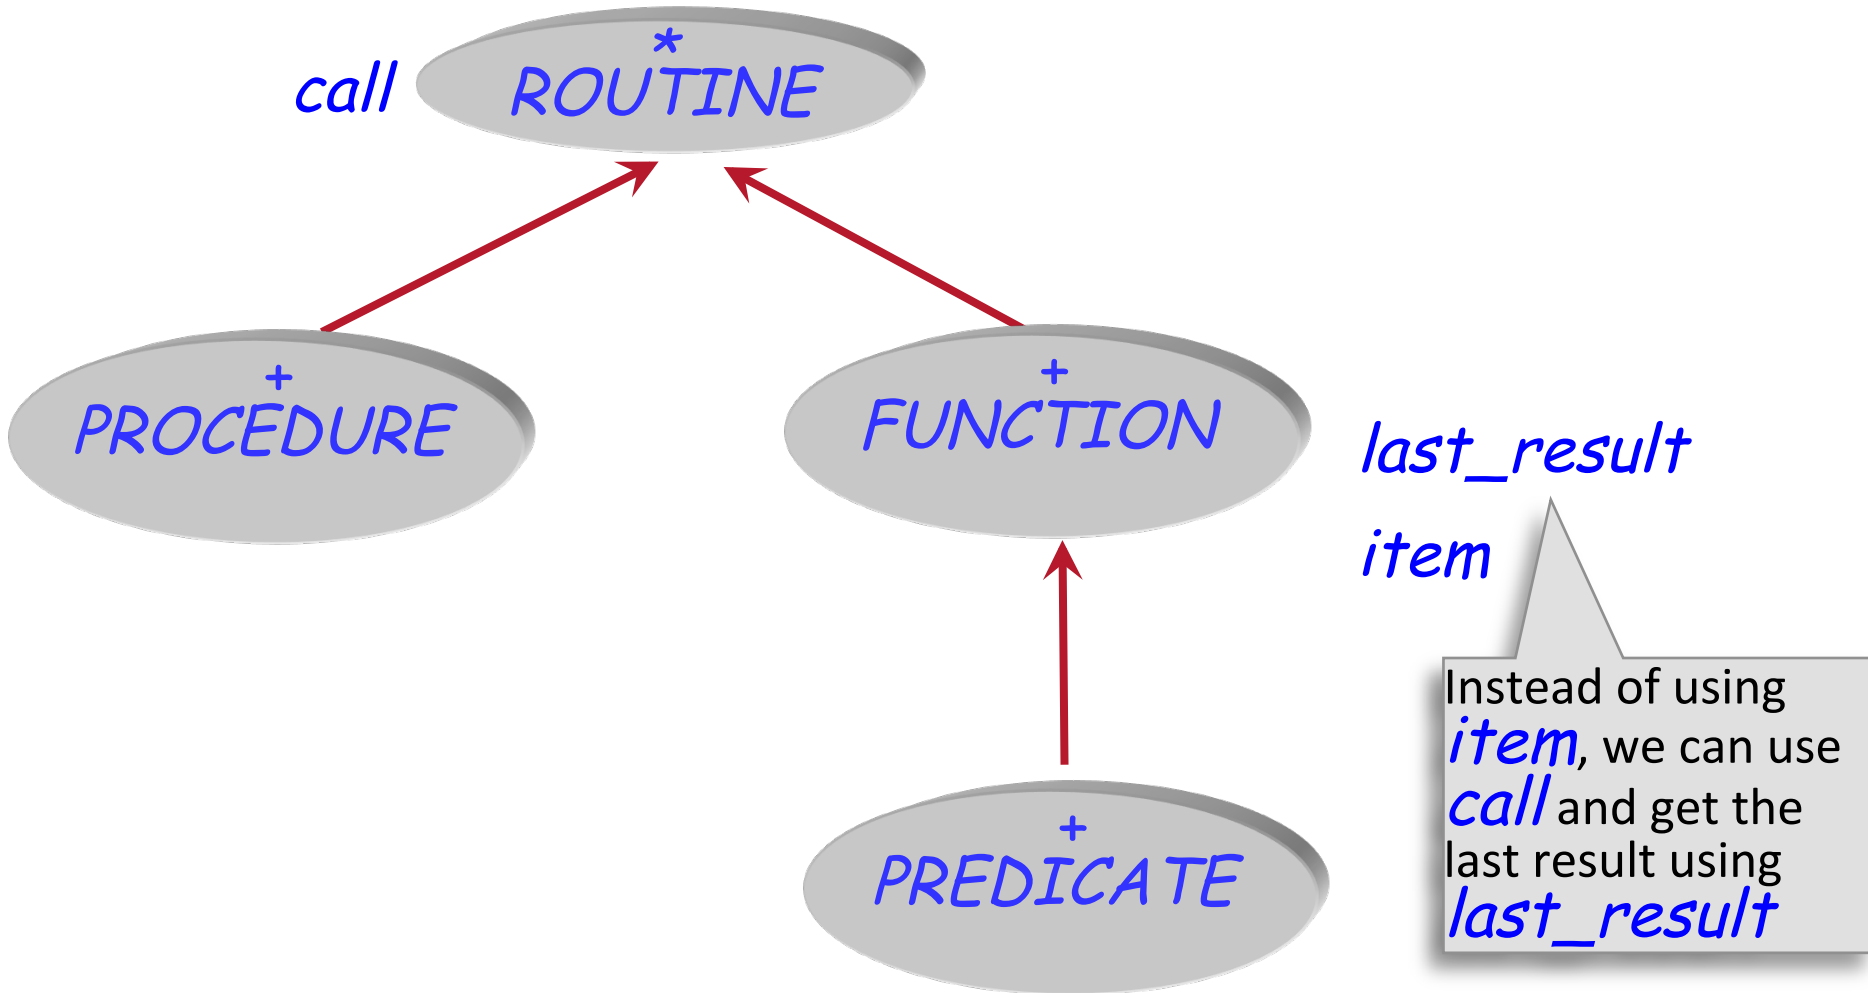 *
call ROUTINE
+
PROCEDURE
+
FUNCTION
last_result
item
+
PREDICATE
Instead of using
item, we can use
call and get the
last result using
last_result